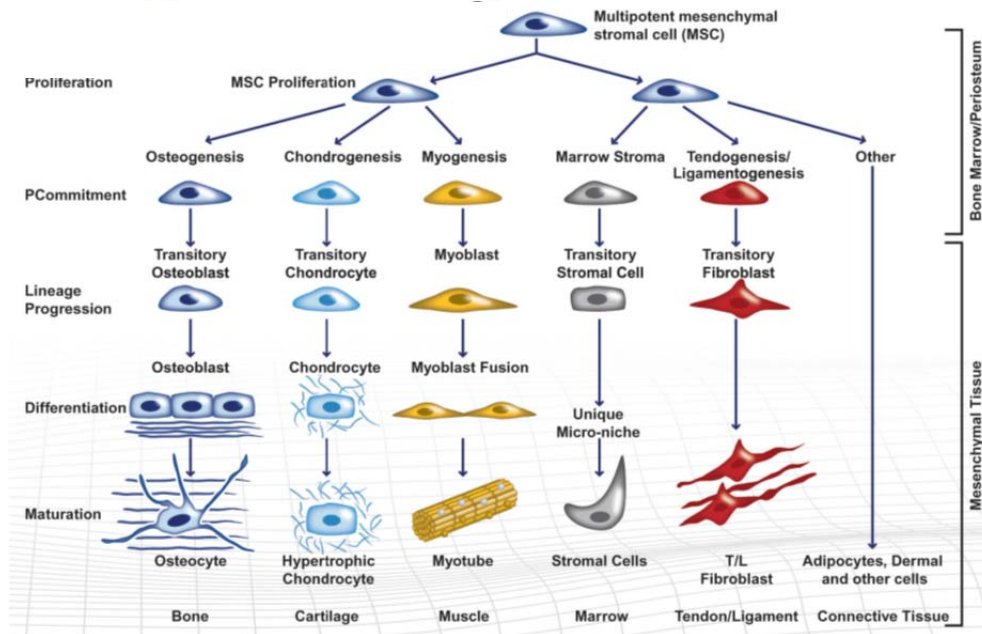 Multipotent mesenchymal
stromal cell (MSC)
Proliferation
MSC Proliferation
Osteogenesis
Chondrogenesis
Myogenesis
Marrow Stroma
Tendogenesis/
Ligamentogenesis
Other
PCommitment
Transitory
Osteoblast
Transitory
Chondrocyte
Myoblast
Transitory
Stromal Cell
Transitory
Fibroblast
Lineage
Progression
Osteoblast
Chondrocyte
Myoblast Fusion
Differentiation
Unique
Micro-niche
Maturation
Osteocyte
Hypertrophic
Chondrocyte
Myotube
Stromal Cells
T/L
Fibroblast
Adipocytes, Dermal
and other cells
Bone
Cartilage
Muscle
Marrow
Tendon/Ligament
Connective Tissue
Bone Marrow/Periosteum
Mesenchymal Tissue